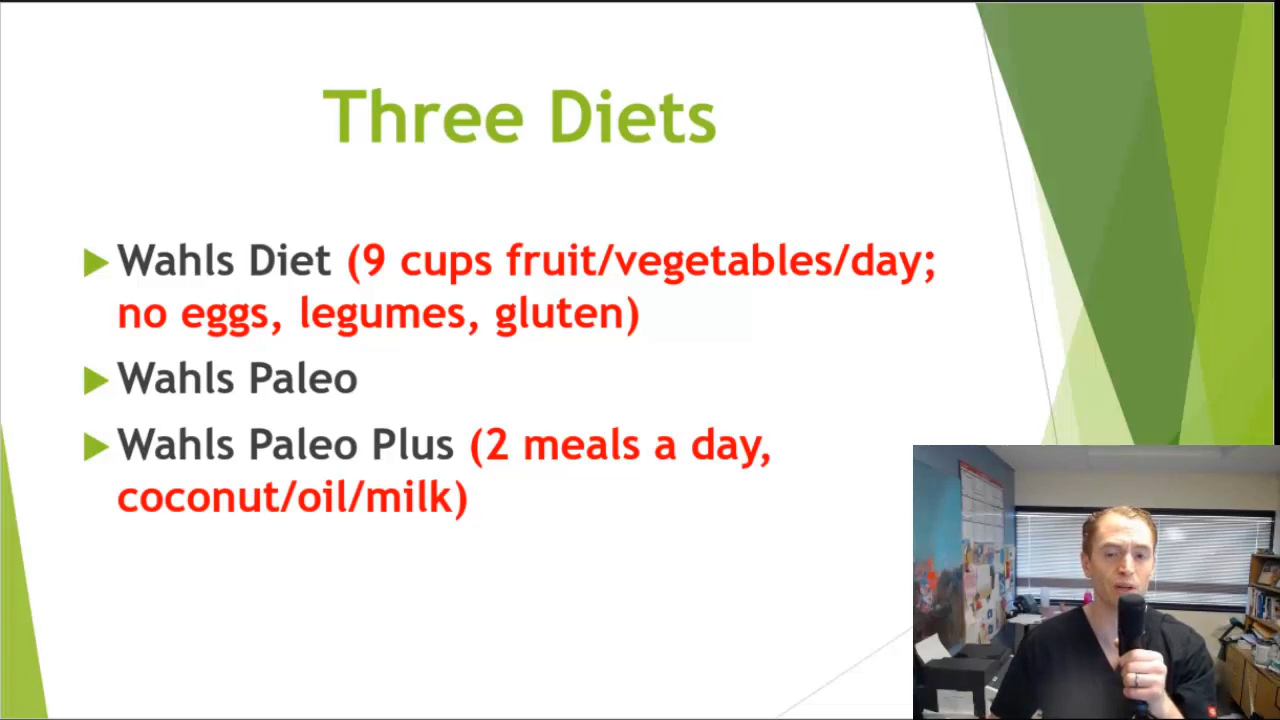 Three Diets
Wahls Diet (9 cups fruit/vegetables/day;
no eggs, legumes, gluten)
Wahls Paleo
Wahls Paleo Plus (2 meals a day,
coconut/oil/milk)